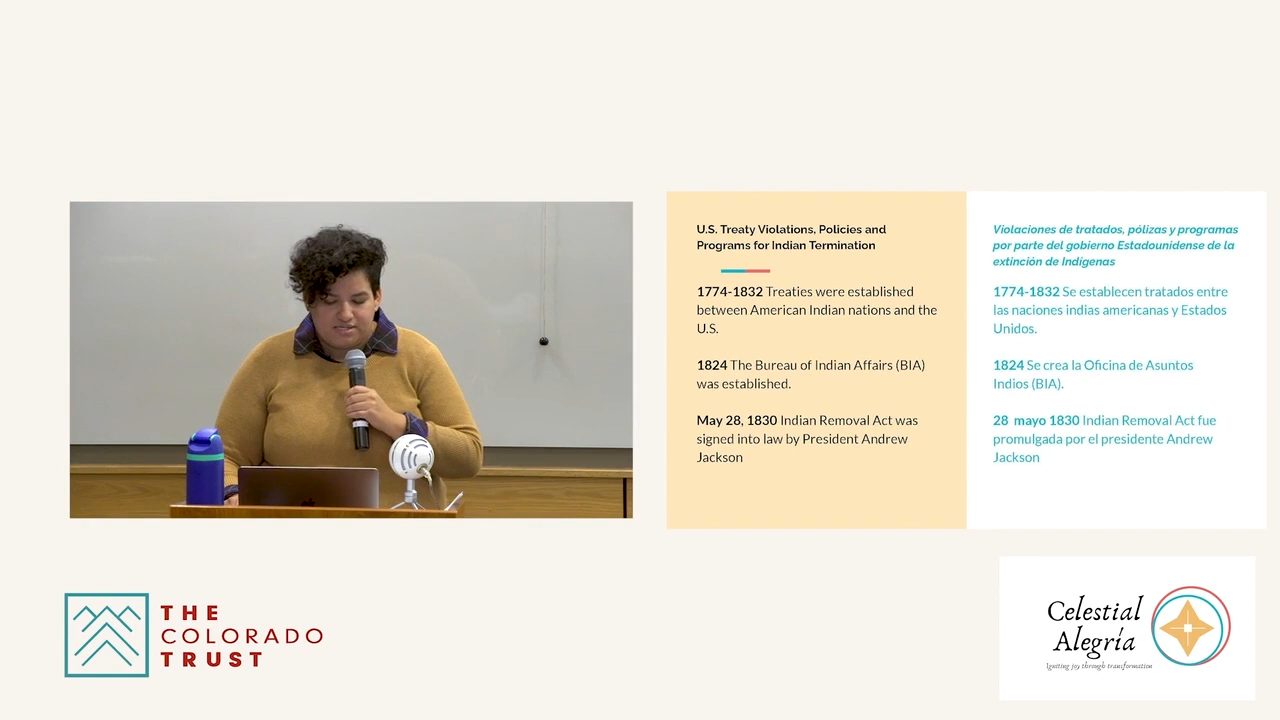 U.S. Treaty Violations, Policies and
Programs for Indian Termination
1774-1832 Treaties were established
between American Indian nations and the
U.S.
1824 The Bureau of Indian Affairs (BIA)
was established.
May 28, 1830 Indian Removal Act was
signed into law by President Andrew
Jackson
Violaciones de tratados, pólizas y programas
por parte del gobierno Estadounidense de la
extinción de Indígenas
1774-1832 Se establecen tratados entre
las naciones indias americanas y Estados
Unidos.
1824 Se crea la Oficina de Asuntos
Indios (BIA).
28 mayo 1830 Indian Removal Act fue
promulgada por el presidente Andrew
Jackson
THE
COLORADO
TRUST
Celestial
Alegría
Igniting joy through transformation